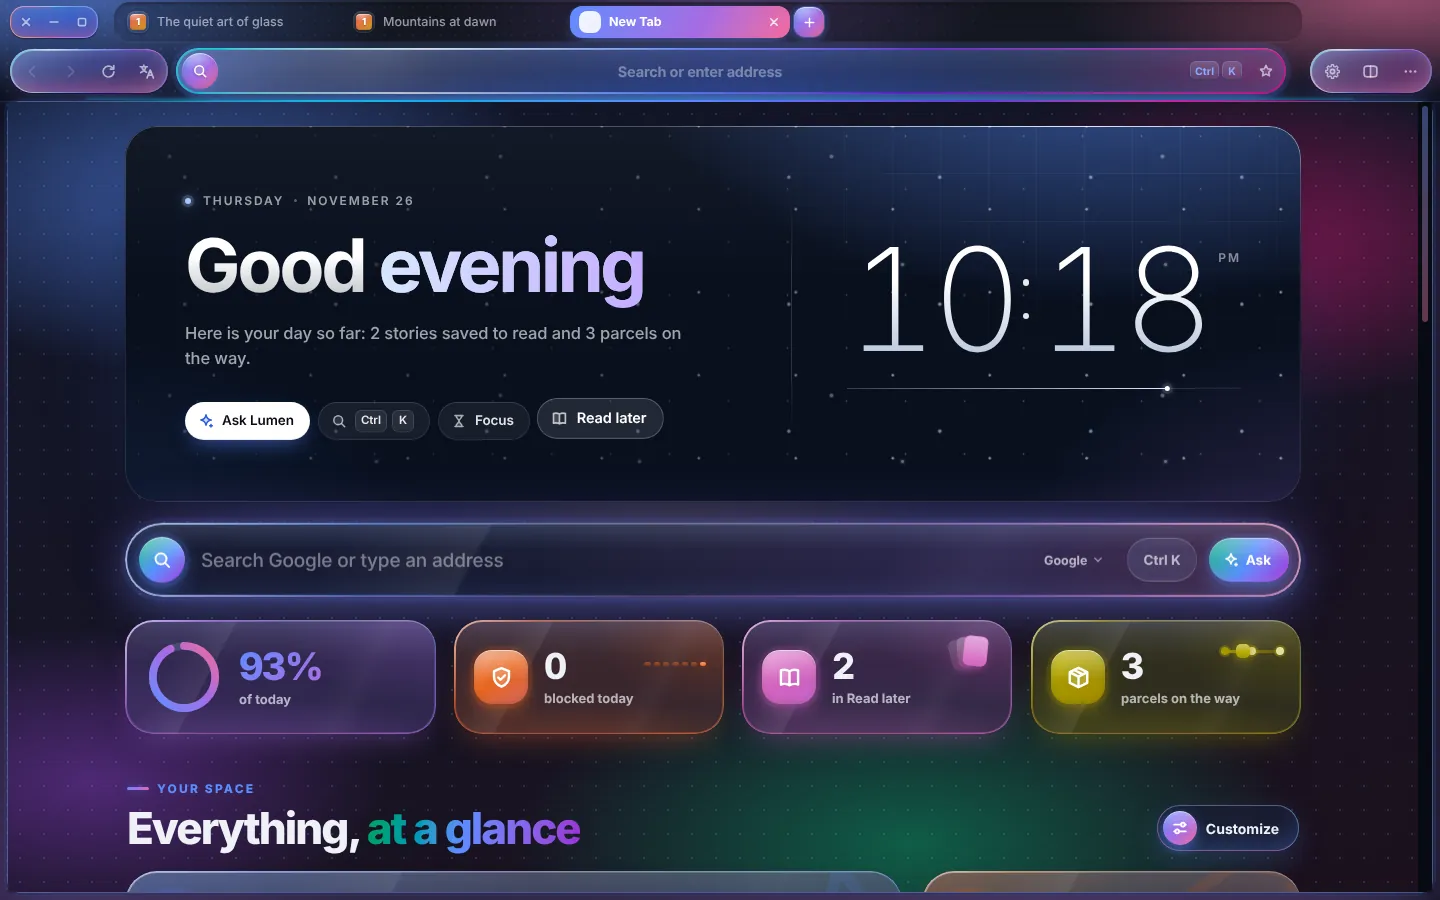 1 The quiet art of glass
1 Mountains at dawn
New Tab
Search or enter address
Ctrl K
THURSDAY · NOVEMBER 26
Good evening
Here is your day so far: 2 stories saved to read and 3 parcels on
the way.
Ask Lumen
Ctrl K
Focus
Read later
10:18 PM
Search Google or type an address
Google
Ctrl K
Ask
93%
of today
0
blocked today
2
in Read later
3
parcels on the way
YOUR SPACE
Everything, at a glance
Customize